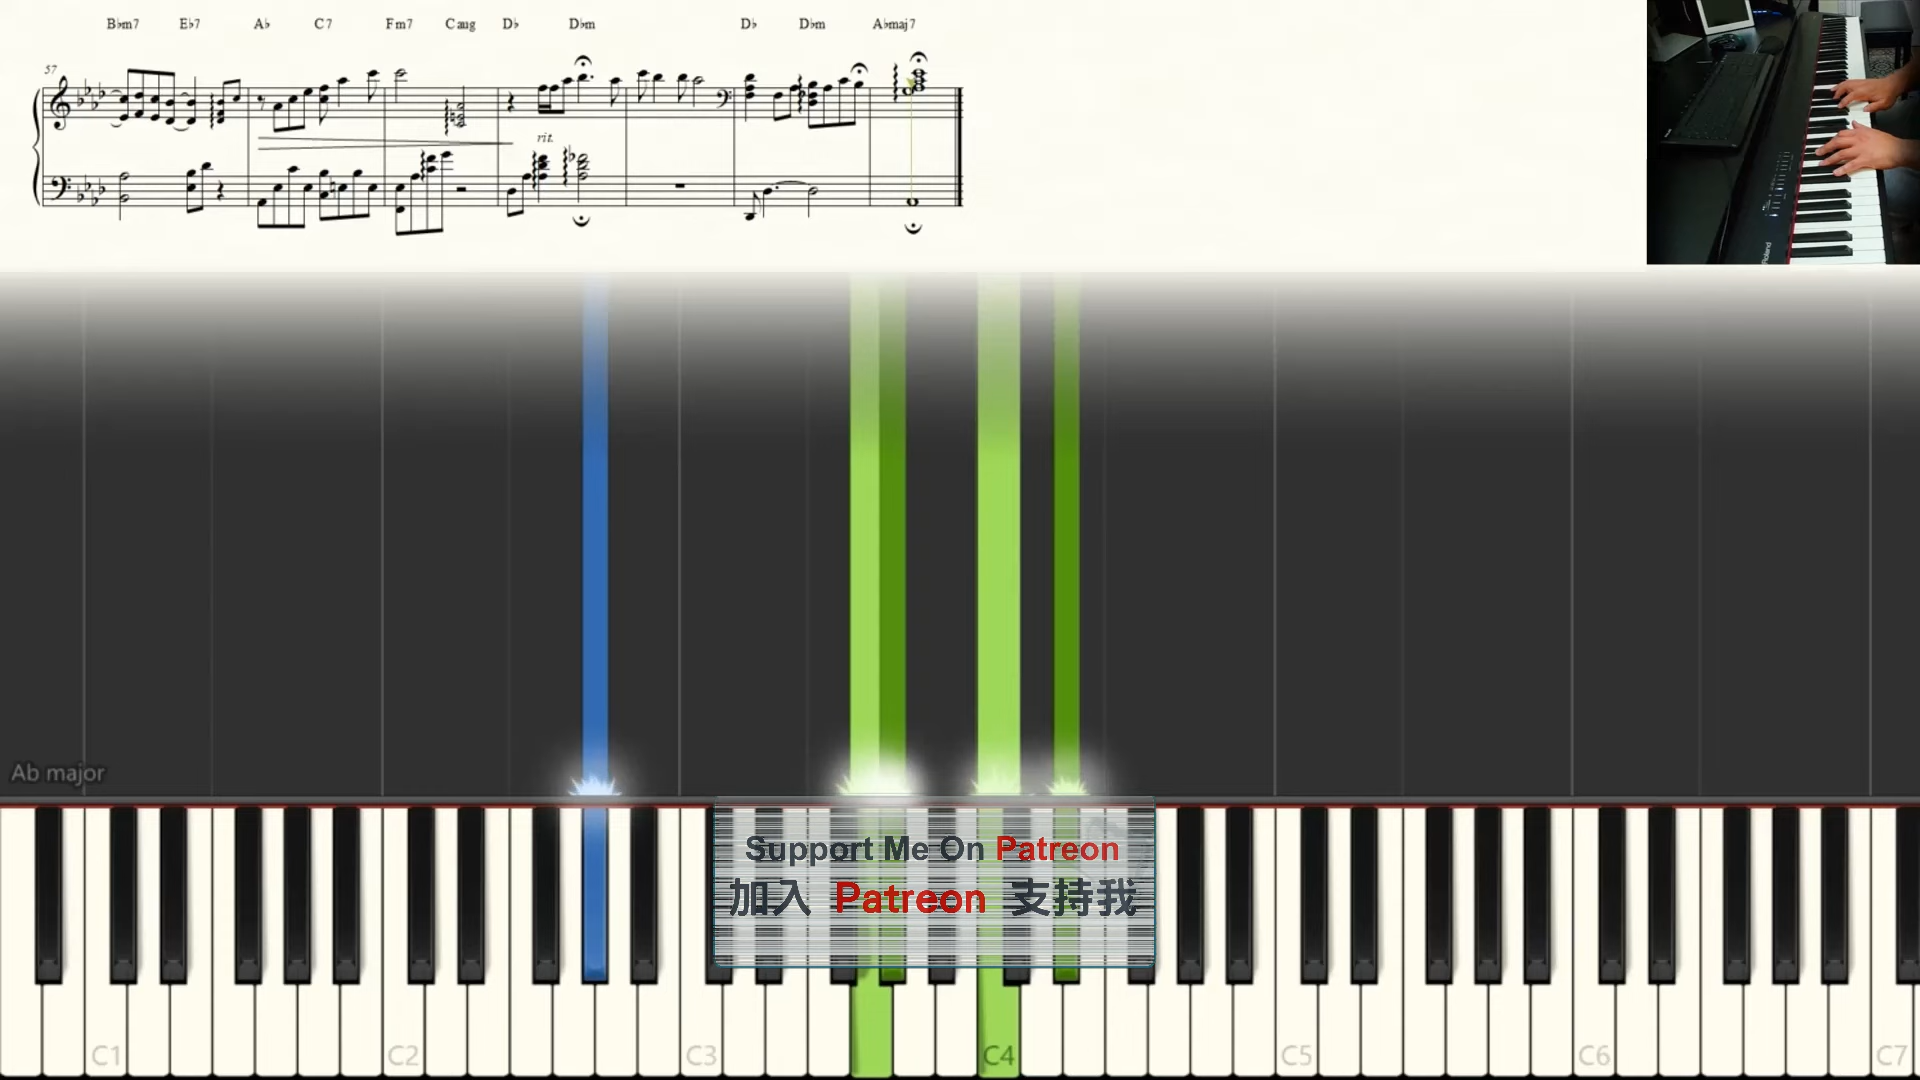 B♭m7 E♭7 A♭ C7 Fm7 Caug D♭ D♭m D♭ D♭m A♭maj7
57
rit.
Roland
Ab major
Support Me On Patreon
加入 Patreon 支持我
C1 C2 C3 C4 C5 C6 C7